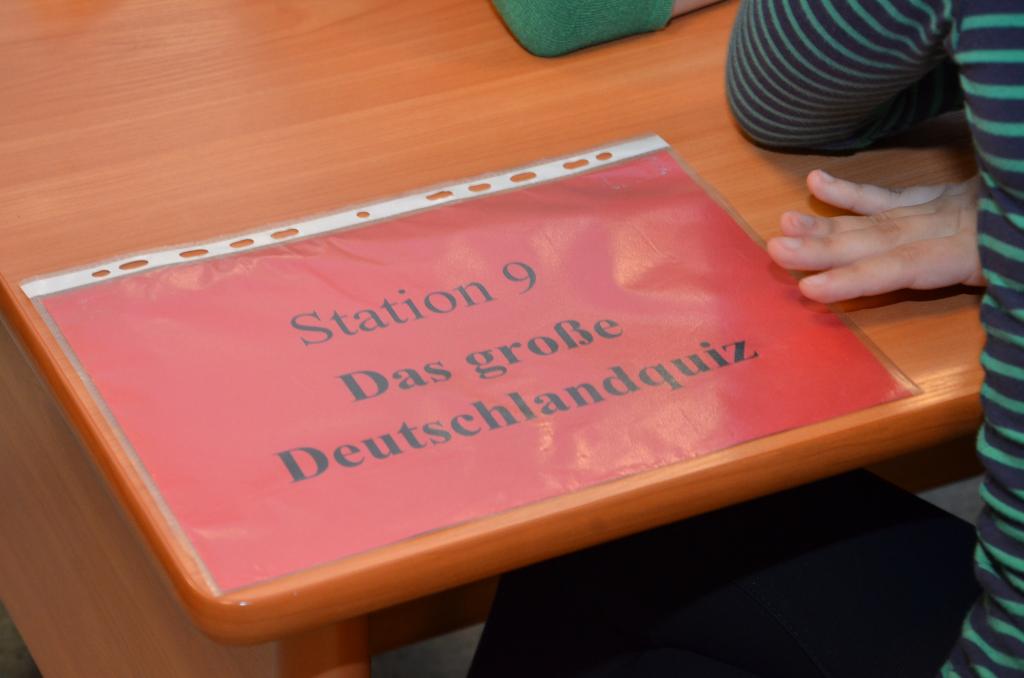 Station 9
Das große
Deutschlandquiz